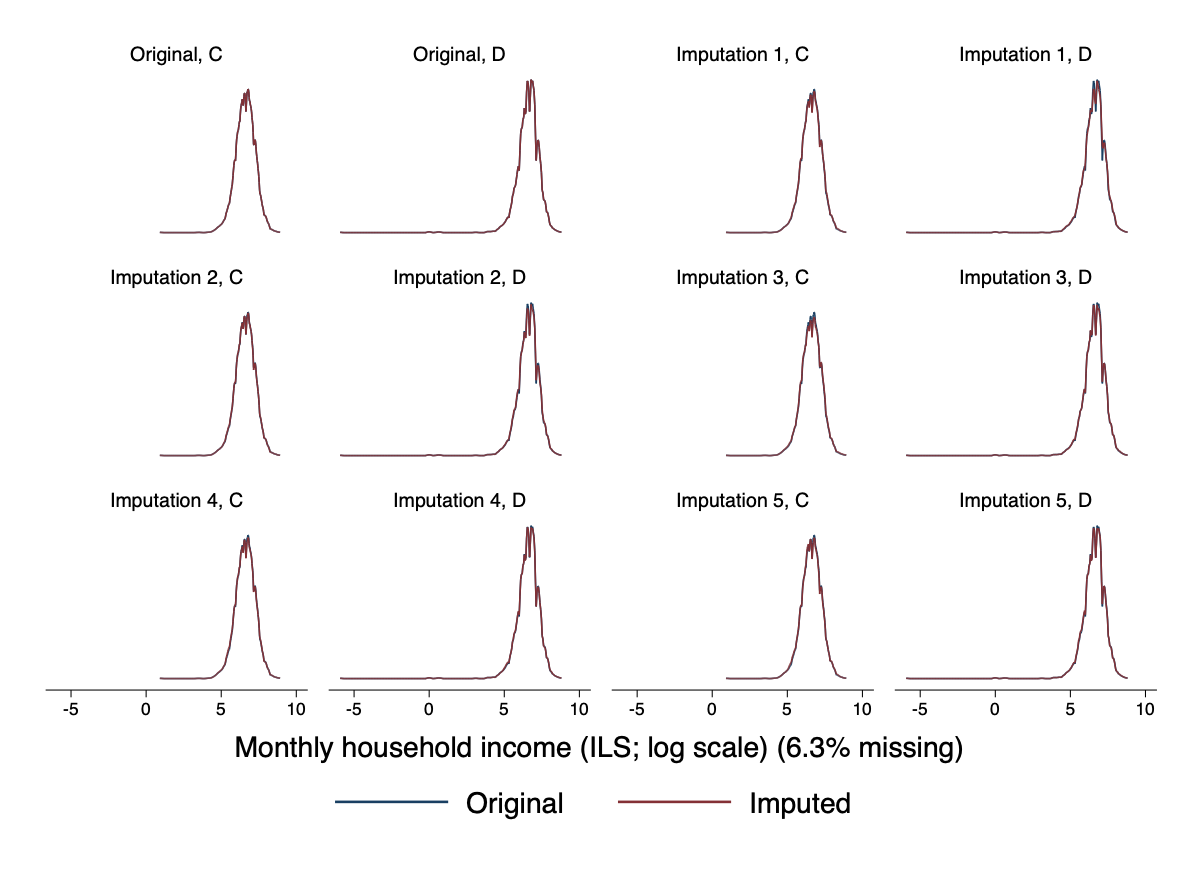 Original, C
Original, D
Imputation 1, C
Imputation 1, D
Imputation 2, C
Imputation 2, D
Imputation 3, C
Imputation 3, D
Imputation 4, C
Imputation 4, D
Imputation 5, C
Imputation 5, D
-5 0 5 10
-5 0 5 10
-5 0 5 10
-5 0 5 10
Monthly household income (ILS; log scale) (6.3% missing)
Original
Imputed